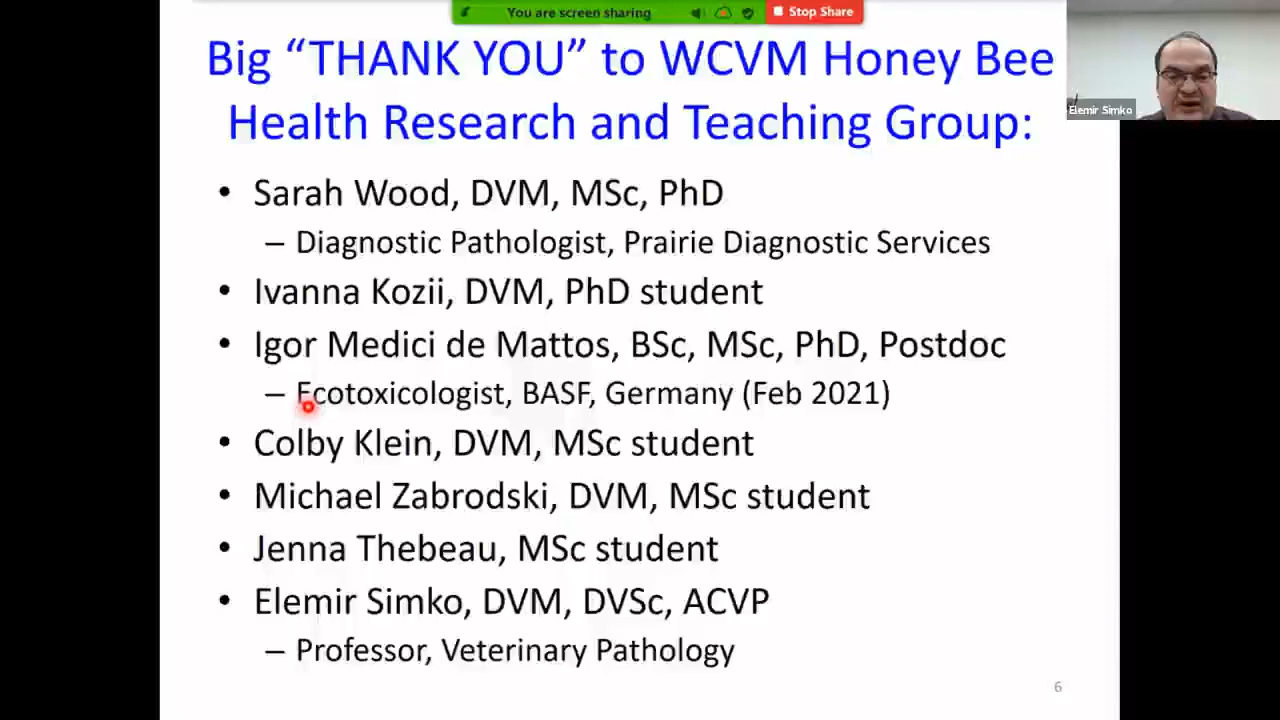 You are screen sharing
Stop Share
Big “THANK YOU” to WCVM Honey Bee
Health Research and Teaching Group:
Elemir Simko
• Sarah Wood, DVM, MSc, PhD
– Diagnostic Pathologist, Prairie Diagnostic Services
• Ivanna Kozii, DVM, PhD student
• Igor Medici de Mattos, BSc, MSc, PhD, Postdoc
– Ecotoxicologist, BASF, Germany (Feb 2021)
• Colby Klein, DVM, MSc student
• Michael Zabrodski, DVM, MSc student
• Jenna Thebeau, MSc student
• Elemir Simko, DVM, DVSc, ACVP
– Professor, Veterinary Pathology
6